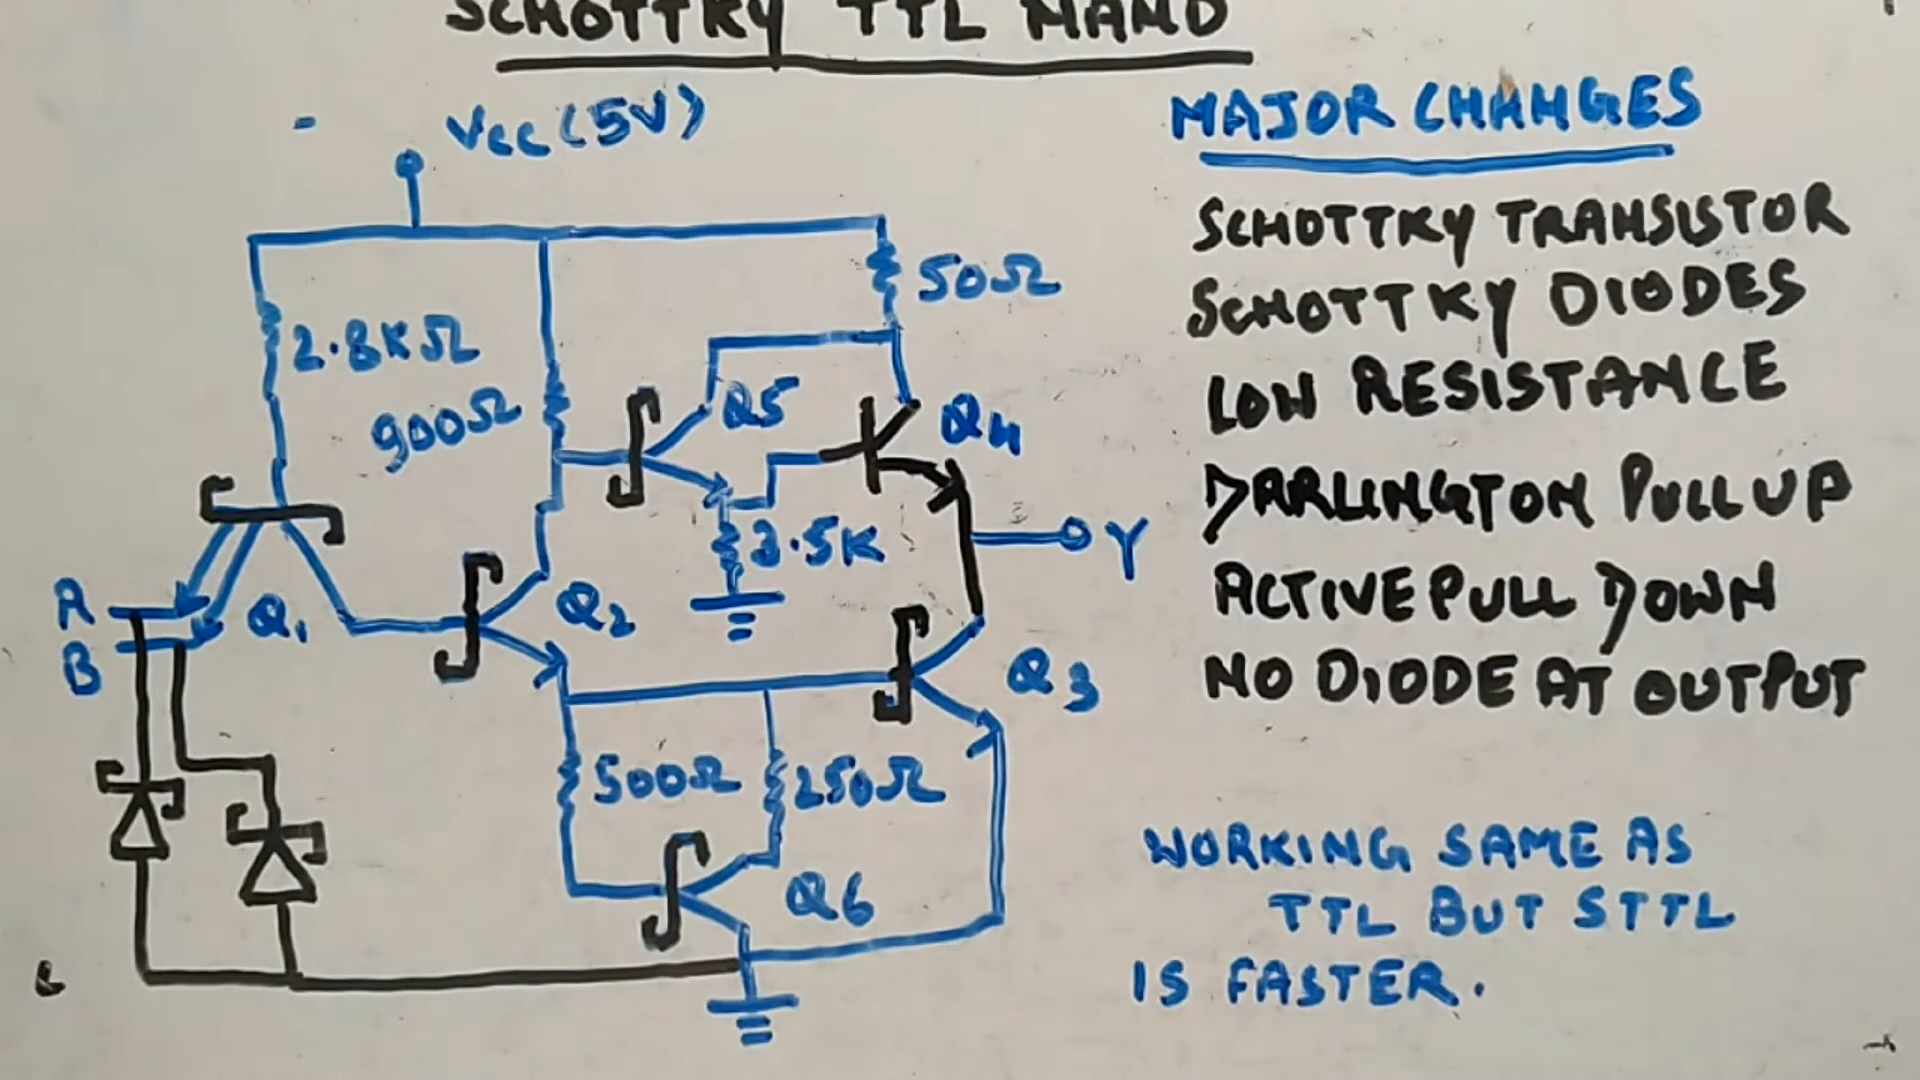 SCHOTTKY TTL NAND
Vcc (5V)
50Ω
2.8KΩ
900Ω
Q5
Q4
3.5K
Y
A
B
Q1
Q2
Q3
500Ω
250Ω
Q6
MAJOR CHANGES
SCHOTTKY TRANSISTOR
SCHOTTKY DIODES
LOW RESISTANCE
DARLINGTON PULL UP
ACTIVE PULL DOWN
NO DIODE AT OUTPUT
WORKING SAME AS
TTL BUT STTL
IS FASTER.